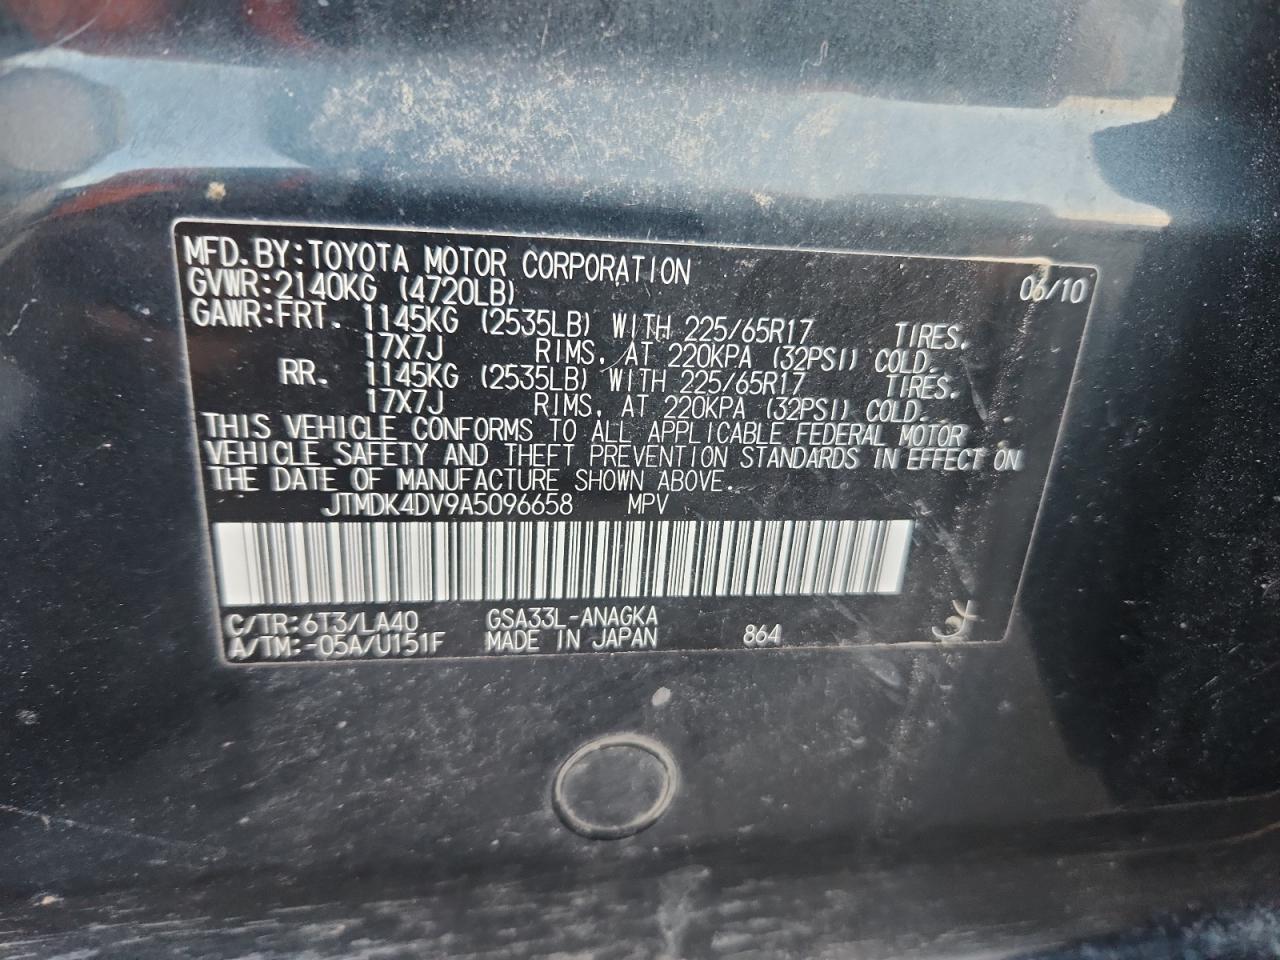 MFD.BY:TOYOTA MOTOR CORPORATION 06/10
GVWR:2140KG (4720LB)
GAWR:FRT. 1145KG (2535LB) WITH 225/65R17 TIRES,
17X7J RIMS, AT 220KPA (32PSI) COLD.
RR. 1145KG (2535LB) WITH 225/65R17 TIRES.
17X7J RIMS, AT 220KPA (32PSI) COLD.
THIS VEHICLE CONFORMS TO ALL APPLICABLE FEDERAL MOTOR
VEHICLE SAFETY AND THEFT PREVENTION STANDARDS IN EFFECT ON
THE DATE OF MANUFACTURE SHOWN ABOVE.
JTMDK4DV9A5096658 MPV
C/TR:6T3/LA40 GSA33L-ANAGKA
A/TM:-05A/U151F MADE IN JAPAN 864